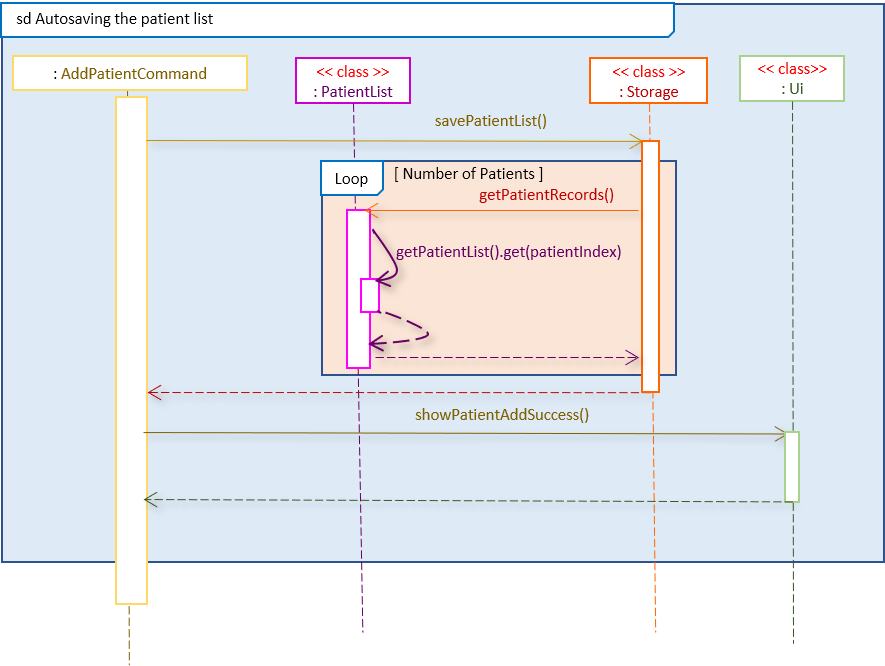 sd Autosaving the patient list
: AddPatientCommand
<< class >>
: PatientList
<< class >>
: Storage
<< class>>
: Ui
savePatientList()
Loop
[ Number of Patients ]
getPatientRecords()
getPatientList().get(patientIndex)
showPatientAddSuccess()